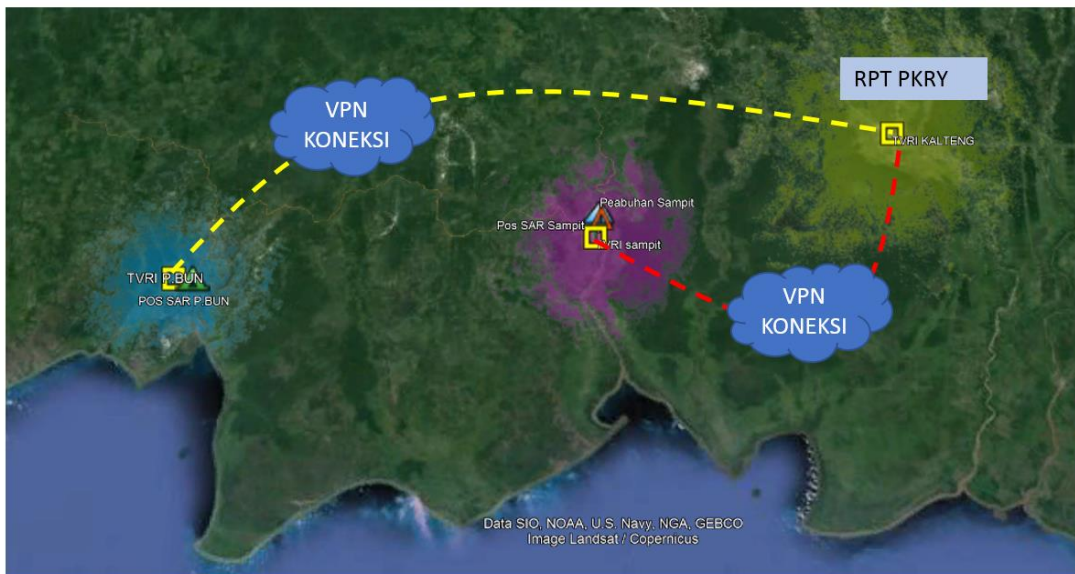 RPT PKRY
VPN
KONEKSI
TVRI KALTENG
Peabuhan Sampit
Pos SAR Sampit
TVRI sampit
TVRI P.BUN
POS SAR P.BUN
VPN
KONEKSI
Data SIO, NOAA, U.S. Navy, NGA, GEBCO
Image Landsat / Copernicus